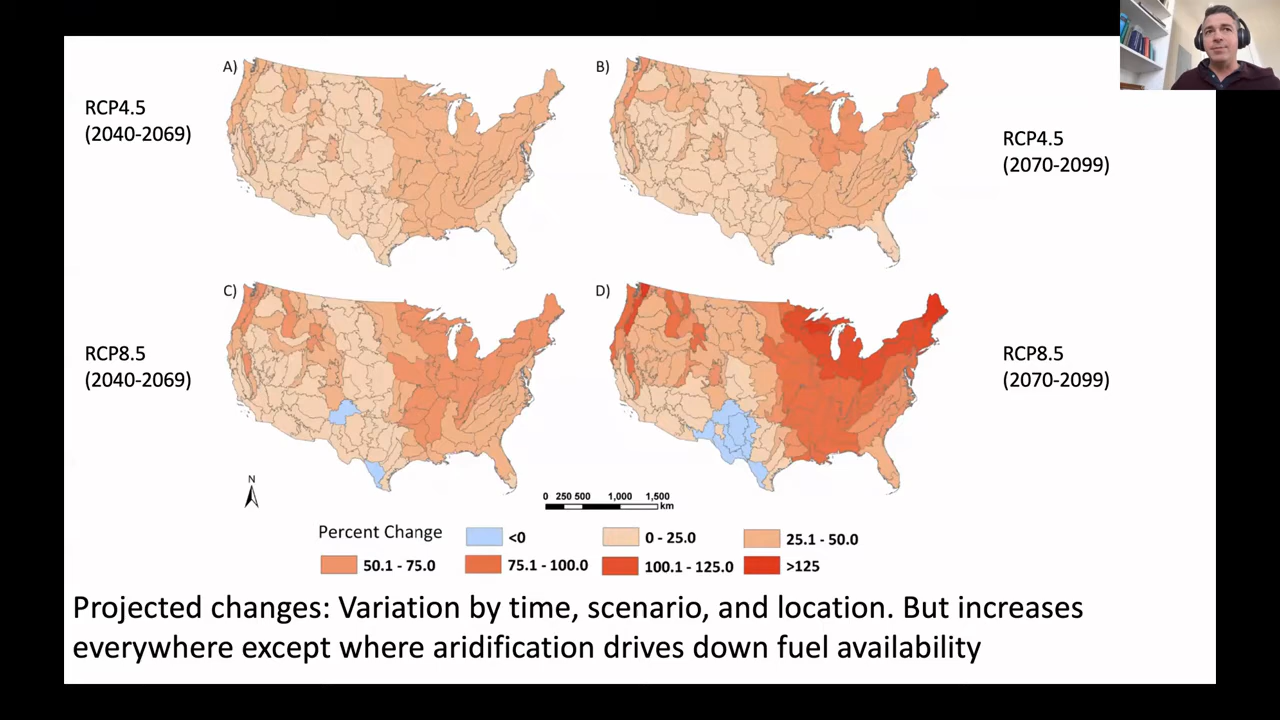 A)
B)
RCP4.5
(2040-2069)
RCP4.5
(2070-2099)
C)
D)
RCP8.5
(2040-2069)
RCP8.5
(2070-2099)
N
0 250 500 1,000 1,500
km
Percent Change
<0
0 - 25.0
25.1 - 50.0
50.1 - 75.0
75.1 - 100.0
100.1 - 125.0
>125
Projected changes: Variation by time, scenario, and location. But increases
everywhere except where aridification drives down fuel availability